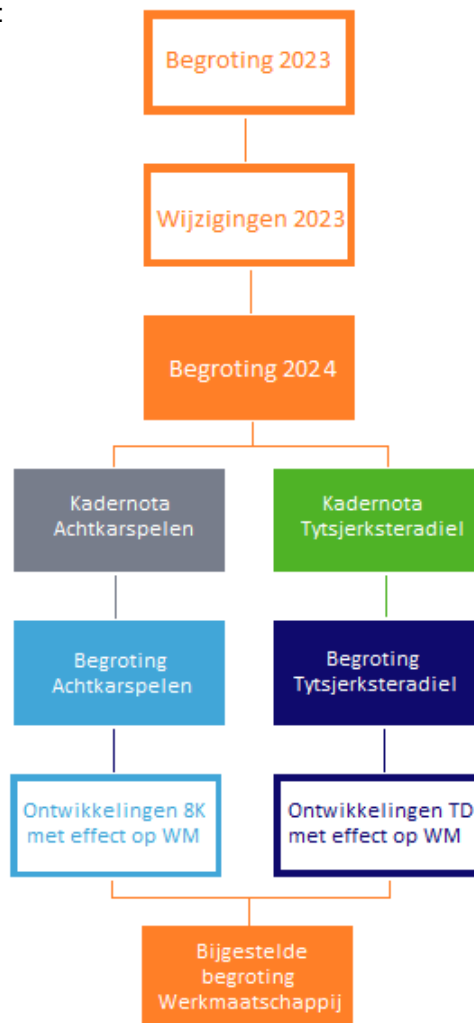 :
Begroting 2023
Wijzigingen 2023
Begroting 2024
Kadernota
Achtkarspelen
Kadernota
Tytsjerksteradiel
Begroting
Achtkarspelen
Begroting
Tytsjerksteradiel
Ontwikkelingen 8K
met effect op WM
Ontwikkelingen TD
met effect op WM
Bijgestelde
begroting
Werkmaatschappij